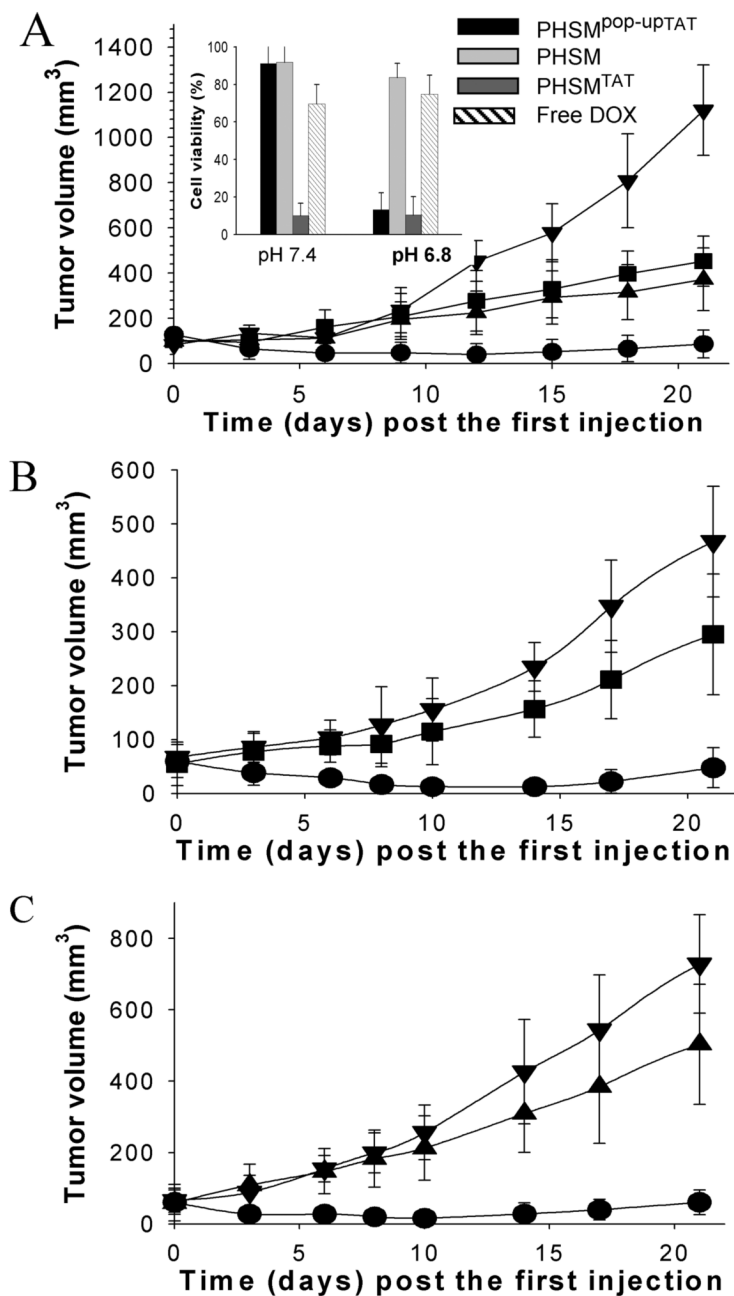 A
PHSM^pop-upTAT
PHSM
PHSM^TAT
Free DOX
Tumor volume (mm³)
1400
1200
1000
800
600
400
200
0
Cell viability (%)
100
80
60
40
20
0
pH 7.4
pH 6.8
0
5
10
15
20
Time (days) post the first injection
B
Tumor volume (mm³)
600
500
400
300
200
100
0
0
5
10
15
20
Time (days) post the first injection
C
Tumor volume (mm³)
800
600
400
200
0
0
5
10
15
20
Time (days) post the first injection